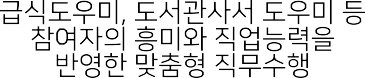 급식도우미, 도서관사서 도우미 등
참여자의 흥미와 직업능력을
반영한 맞춤형 직무수행